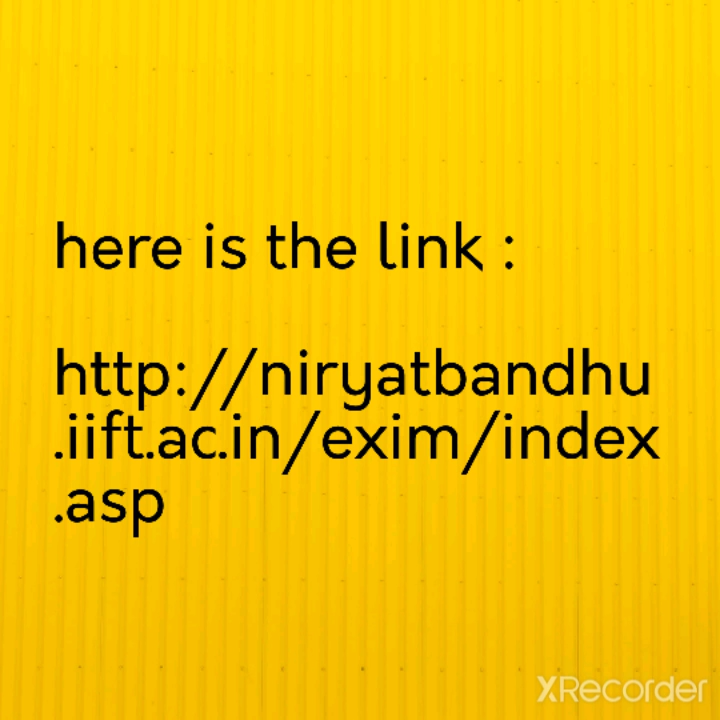 here is the link :
http://niryatbandhu
.iift.ac.in/exim/index
.asp
XRecorder